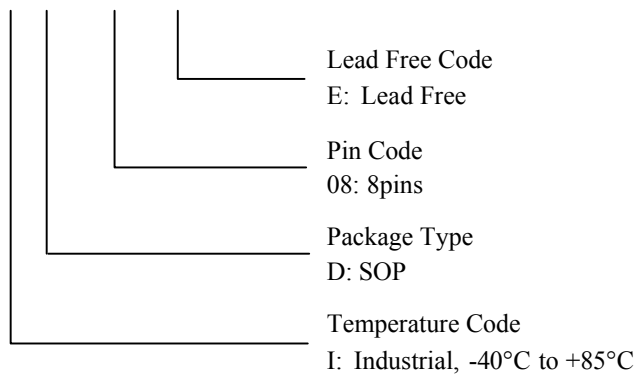 Lead Free Code
E: Lead Free
Pin Code
08: 8pins
Package Type
D: SOP
Temperature Code
I: Industrial, -40°C to +85°C